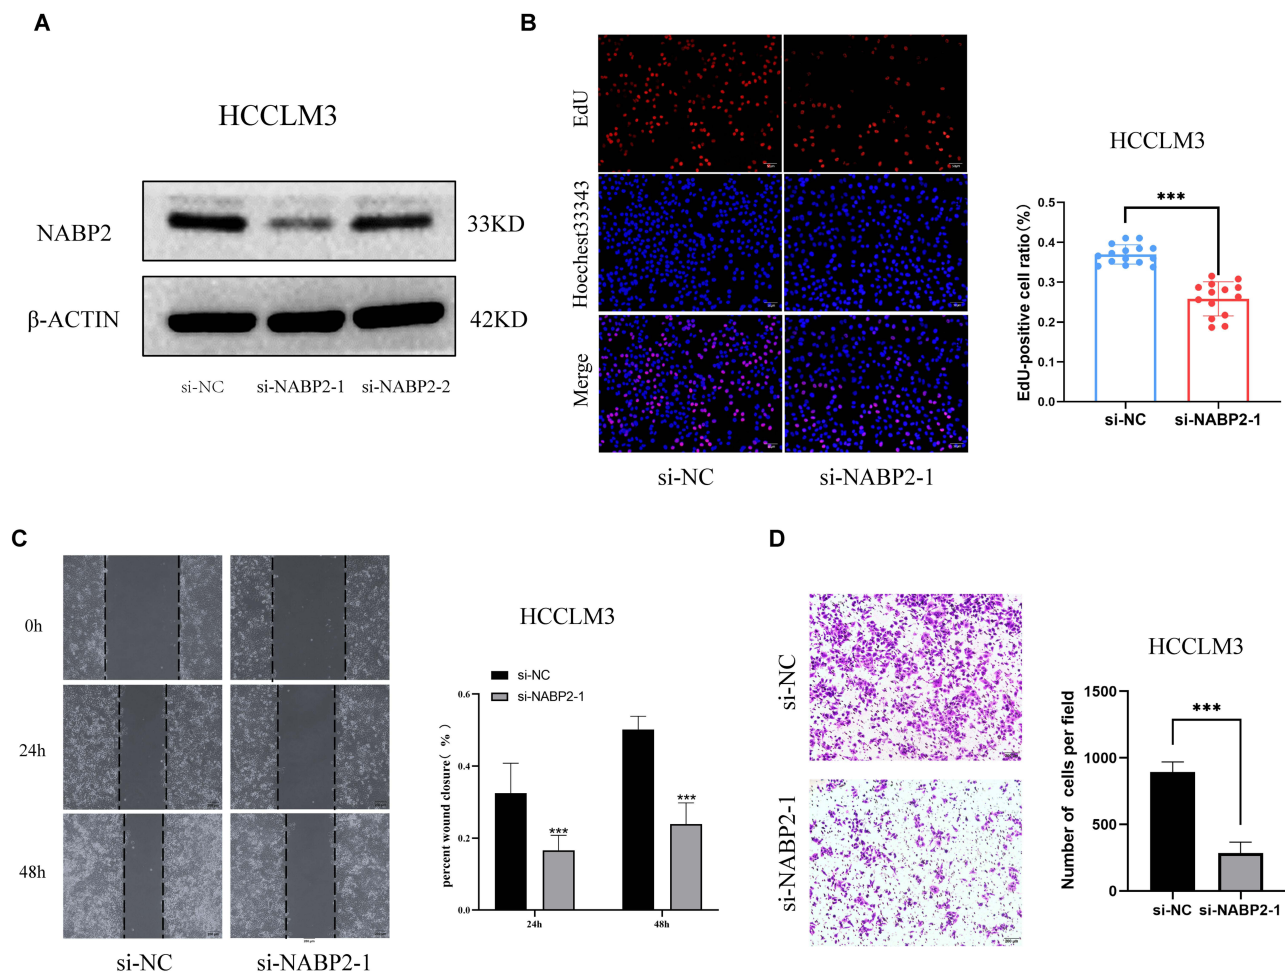 A
HCCLM3
NABP2
33KD
β-ACTIN
42KD
si-NC si-NABP2-1 si-NABP2-2
B
EdU
Hoechest33343
Merge
si-NC si-NABP2-1
HCCLM3
***
EdU-positive cell ratio(%)
0.5
0.4
0.3
0.2
0.1
0.0
si-NC si-NABP2-1
C
0h
24h
48h
si-NC si-NABP2-1
HCCLM3
si-NC
si-NABP2-1
percent wound closure( %)
0.6
0.4
0.2
0.0
***
***
24h 48h
D
si-NC
si-NABP2-1
HCCLM3
***
Number of cells per field
1500
1000
500
0
si-NC si-NABP2-1